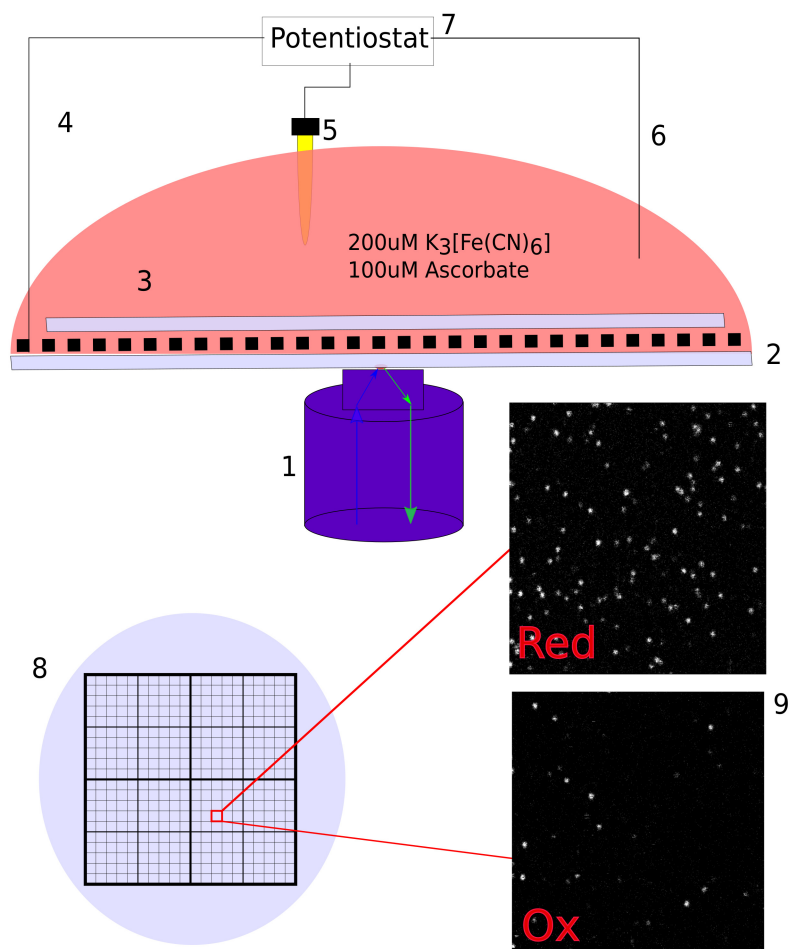 Potentiostat
7
4
5
6
200uM K3[Fe(CN)6]
100uM Ascorbate
3
2
1
Red
8
9
Ox